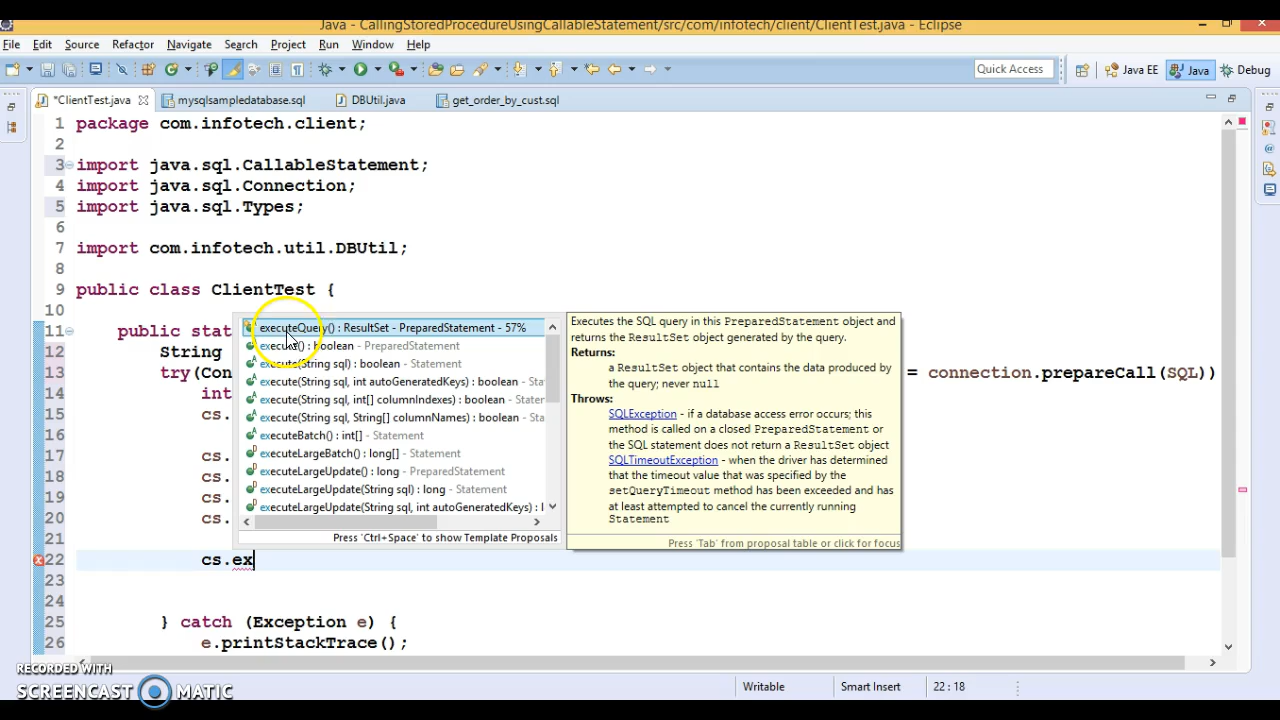 Java - CallingStoredProcedureUsingCallableStatement/src/com/infotech/client/ClientTest.java - Eclipse
File Edit Source Refactor Navigate Search Project Run Window Help
Quick Access Java EE Java Debug
*ClientTest.java mysqlsampledatabase.sql DBUtil.java get_order_by_cust.sql
1 package com.infotech.client;
2
3 import java.sql.CallableStatement;
4 import java.sql.Connection;
5 import java.sql.Types;
6
7 import com.infotech.util.DBUtil;
8
9 public class ClientTest {
10
11 public stat
12 String
13 try(Con = connection.prepareCall(SQL))
14 int
15 cs.
16
17 cs.
18 cs.
19 cs.
20 cs.
21
22 cs.ex
23
24
25 } catch (Exception e) {
26 e.printStackTrace();
executeQuery() : ResultSet - PreparedStatement - 57%
execute() : boolean - PreparedStatement
execute(String sql) : boolean - Statement
execute(String sql, int autoGeneratedKeys) : boolean - Sta
execute(String sql, int[] columnIndexes) : boolean - State
execute(String sql, String[] columnNames) : boolean - Sta
executeBatch() : int[] - Statement
executeLargeBatch() : long[] - Statement
executeLargeUpdate() : long - PreparedStatement
executeLargeUpdate(String sql) : long - Statement
executeLargeUpdate(String sql, int autoGeneratedKeys) : l
Press 'Ctrl+Space' to show Template Proposals
Executes the SQL query in this PreparedStatement object and
returns the ResultSet object generated by the query.
Returns:
a ResultSet object that contains the data produced by
the query; never null
Throws:
SQLException - if a database access error occurs; this
method is called on a closed PreparedStatement or
the SQL statement does not return a ResultSet object
SQLTimeoutException - when the driver has determined
that the timeout value that was specified by the
setQueryTimeout method has been exceeded and has
at least attempted to cancel the currently running
Statement
Press 'Tab' from proposal table or click for focus
RECORDED WITH
SCREENCAST MATIC
Writable Smart Insert 22 : 18